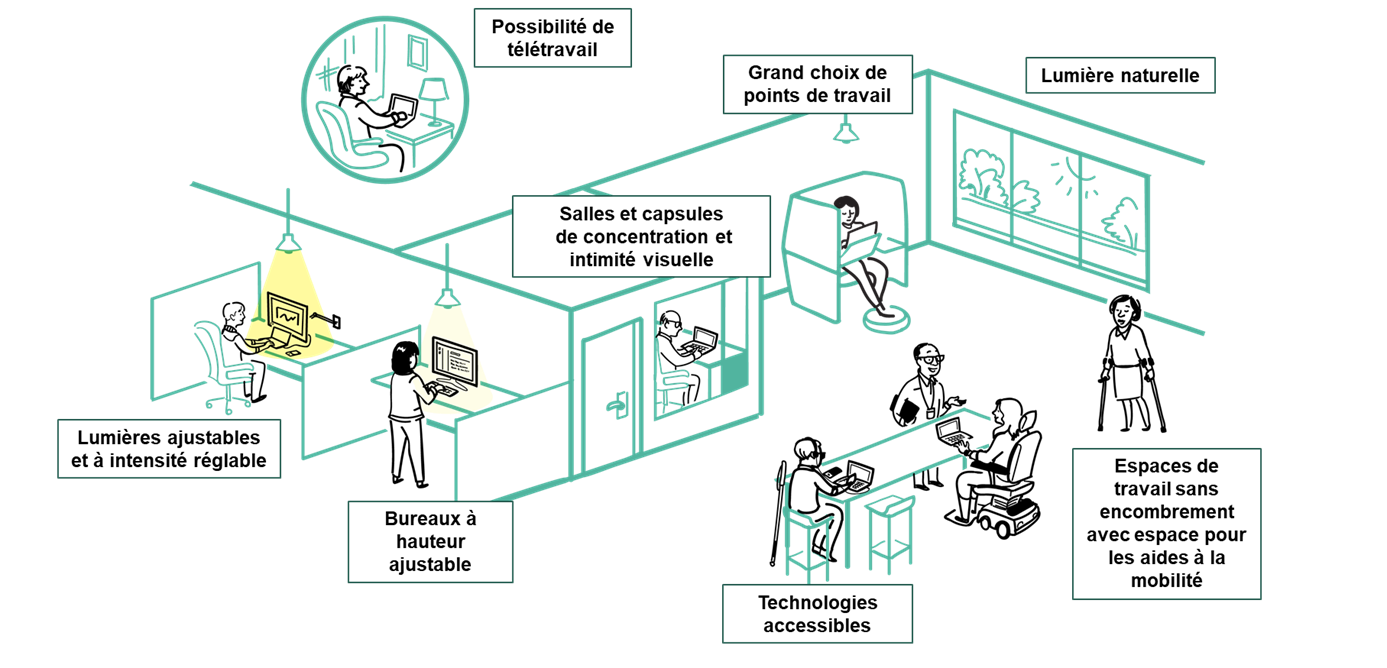 Possibilité de
télétravail
Grand choix de
points de travail
Lumière naturelle
Salles et capsules
de concentration et
intimité visuelle
Lumières ajustables
et à intensité réglable
Bureaux à
hauteur
ajustable
Espaces de
travail sans
encombrement
avec espace pour
les aides à la
mobilité
Technologies
accessibles